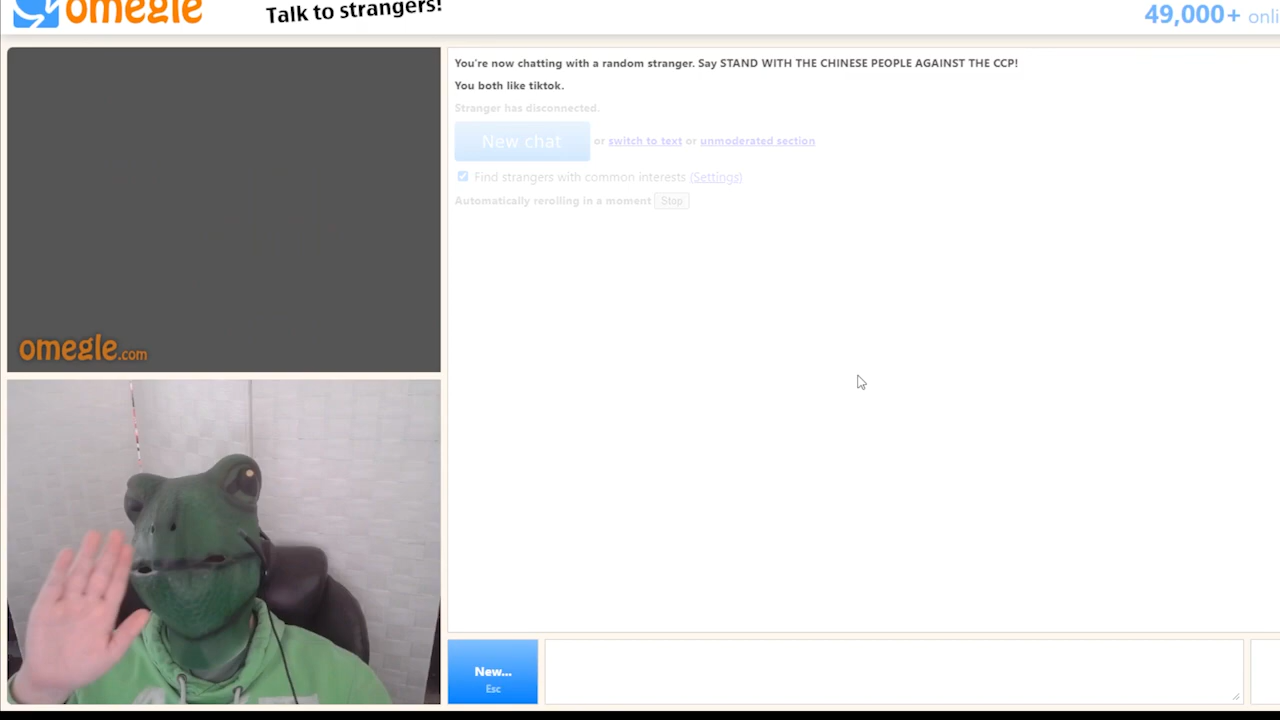 omegle
Talk to strangers!
49,000+ onli
You're now chatting with a random stranger. Say STAND WITH THE CHINESE PEOPLE AGAINST THE CCP!
You both like tiktok.
Stranger has disconnected.
New chat or switch to text or unmoderated section
Find strangers with common interests (Settings)
Automatically rerolling in a moment Stop
omegle.com
New...
Esc